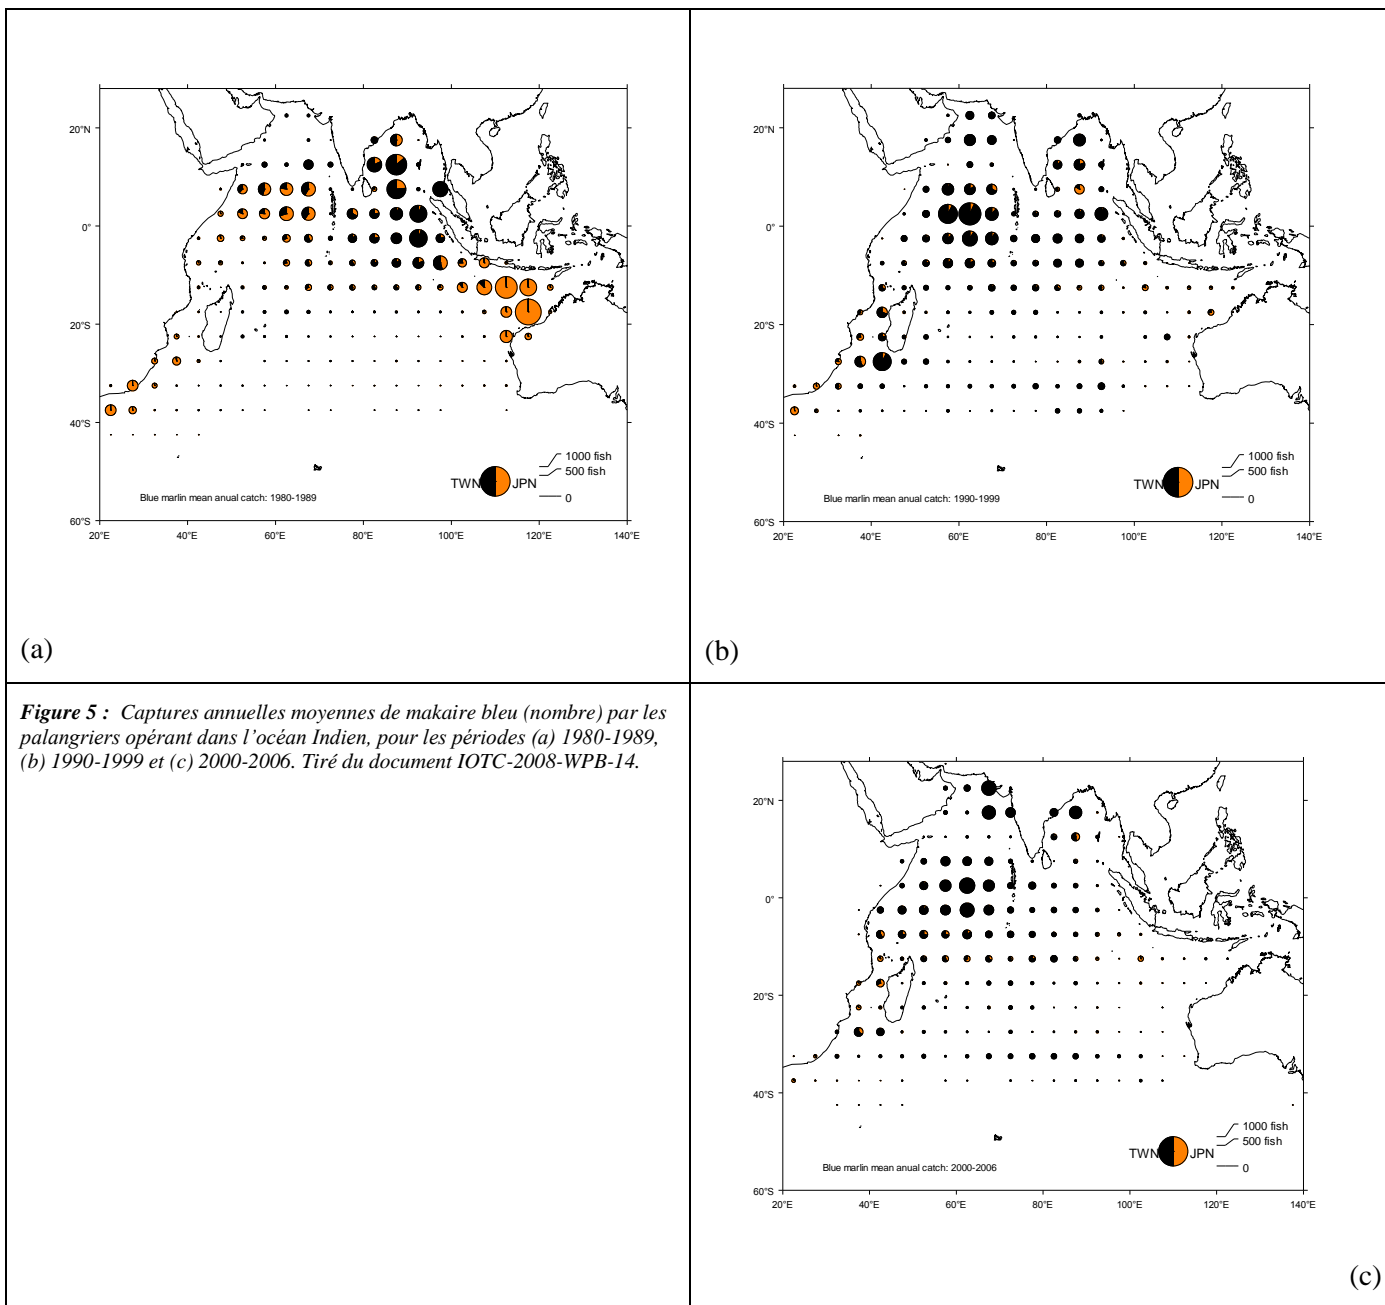 20°N
0°
20°S
40°S
60°S
20°E 40°E 60°E 80°E 100°E 120°E 140°E
1000 fish
500 fish
TWN JPN
0
Blue marlin mean anual catch: 1980-1989
(a)
20°N
0°
20°S
40°S
60°S
20°E 40°E 60°E 80°E 100°E 120°E 140°E
1000 fish
500 fish
TWN JPN
0
Blue marlin mean anual catch: 1990-1999
(b)
Figure 5 : Captures annuelles moyennes de makaire bleu (nombre) par les
palangriers opérant dans l'océan Indien, pour les périodes (a) 1980-1989,
(b) 1990-1999 et (c) 2000-2006. Tiré du document IOTC-2008-WPB-14.
20°N
0°
20°S
40°S
60°S
20°E 40°E 60°E 80°E 100°E 120°E 140°E
1000 fish
500 fish
TWN JPN
0
Blue marlin mean anual catch: 2000-2006
(c)